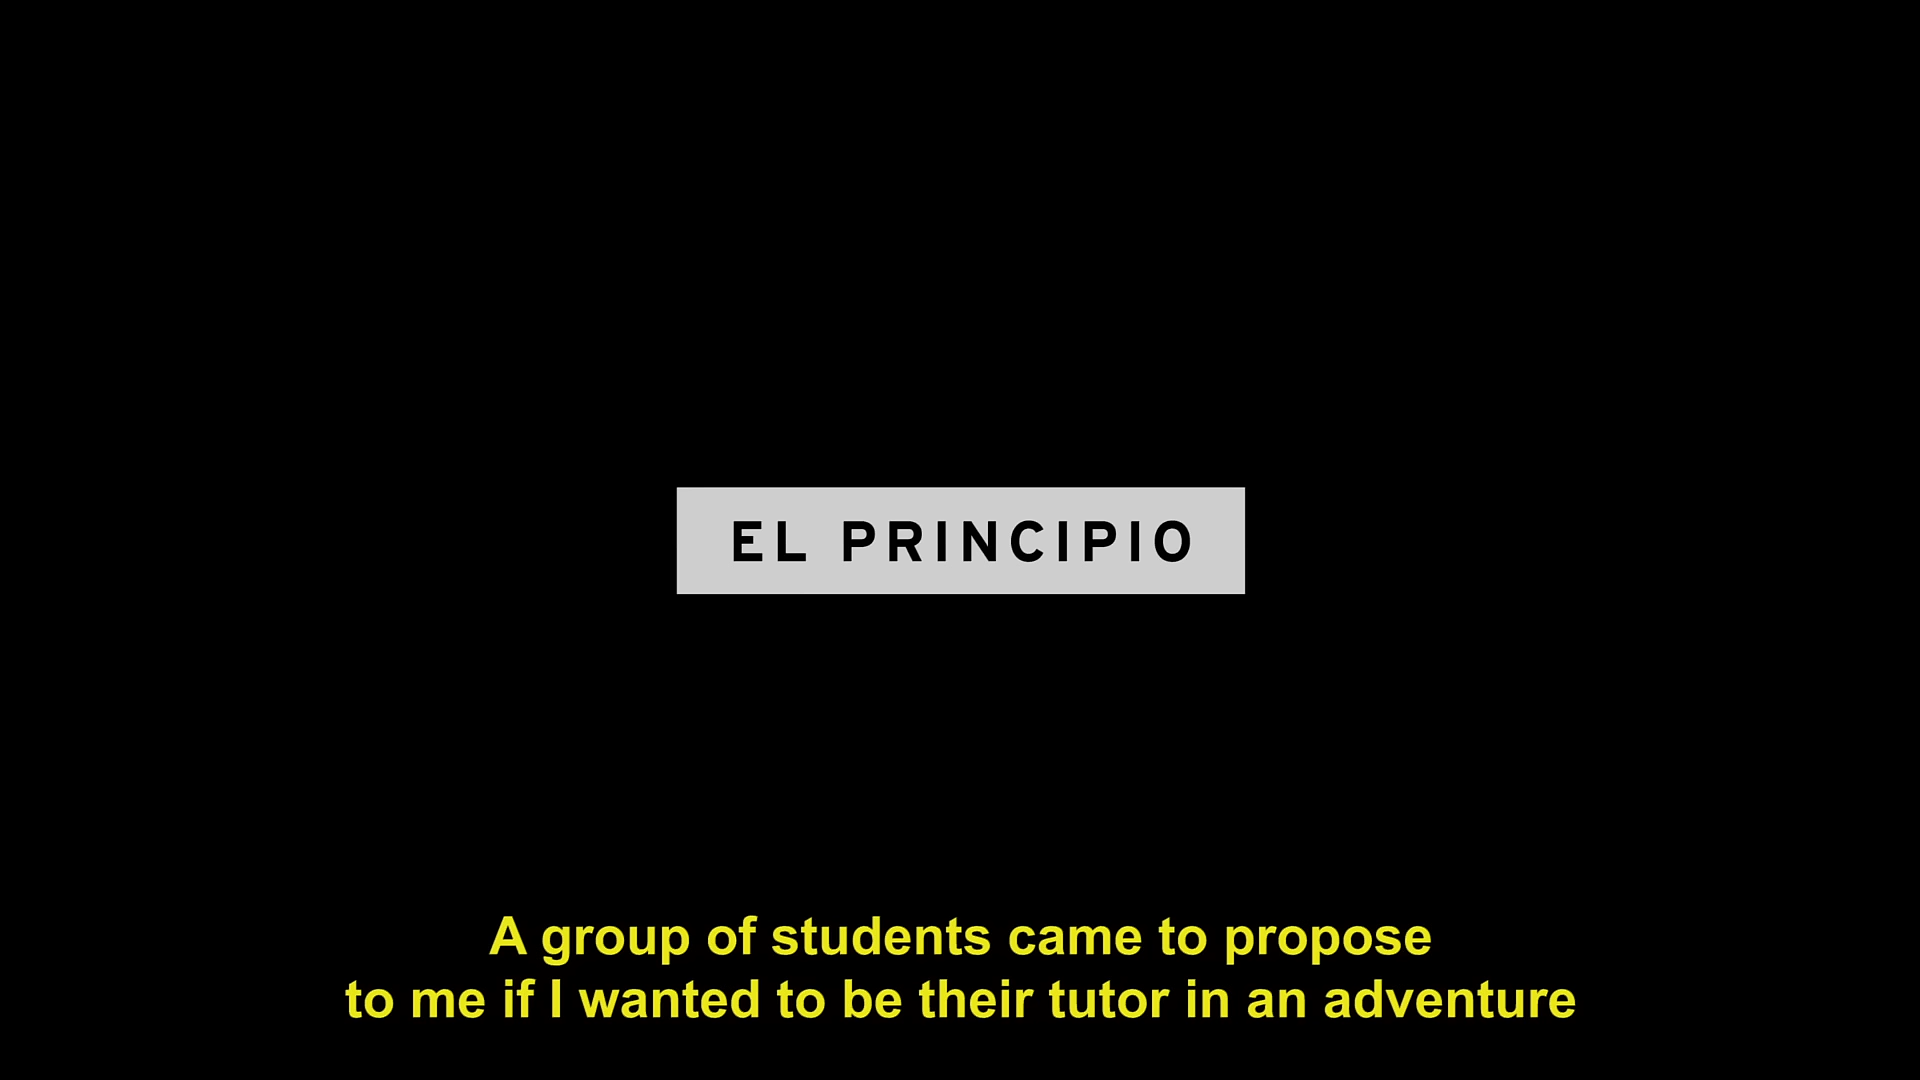 EL PRINCIPIO
A group of students came to propose
to me if I wanted to be their tutor in an adventure